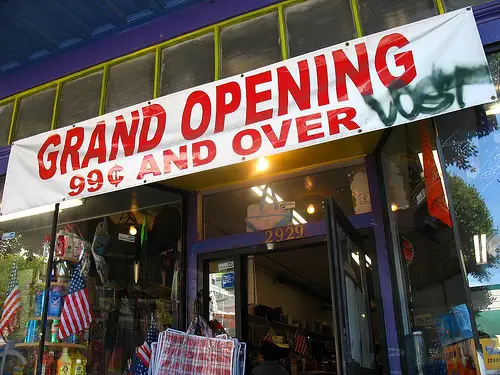 GRAND OPENING
99¢ AND OVER
2929